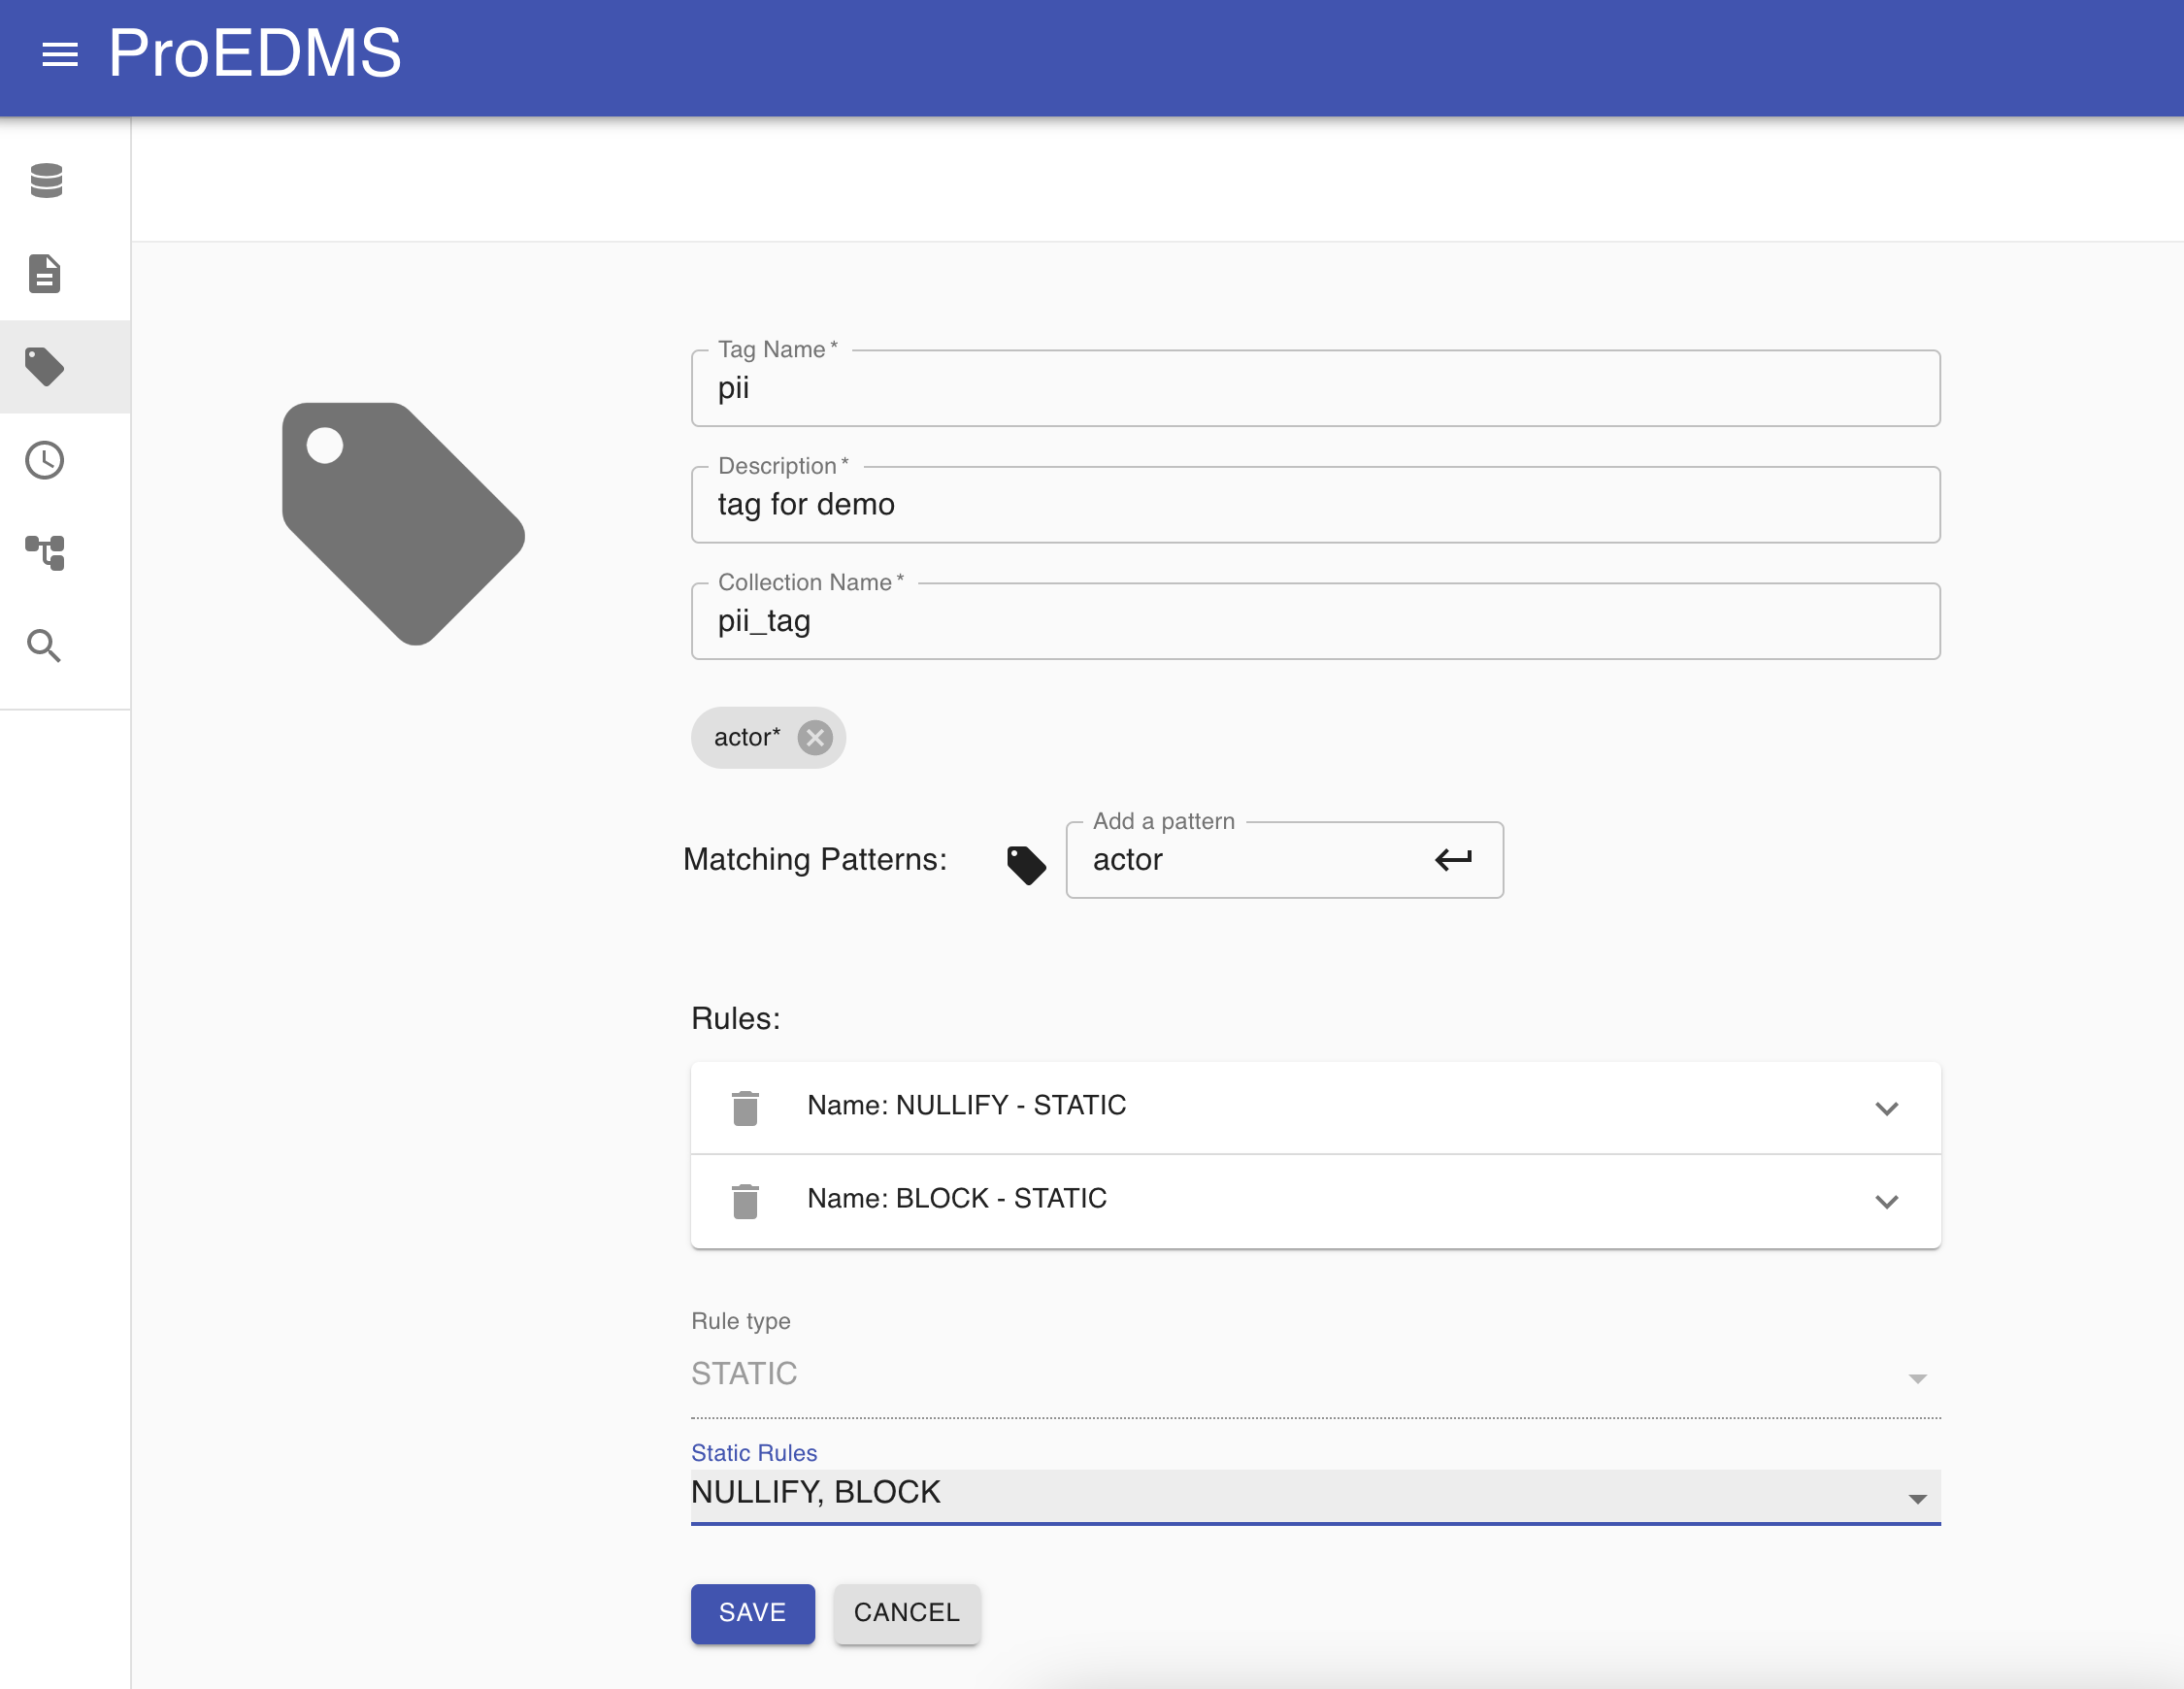 ProEDMS
Tag Name *
pii
Description *
tag for demo
Collection Name *
pii_tag
actor*
Add a pattern
Matching Patterns:
actor
Rules:
Name: NULLIFY - STATIC
Name: BLOCK - STATIC
Rule type
STATIC
Static Rules
NULLIFY, BLOCK
SAVE
CANCEL